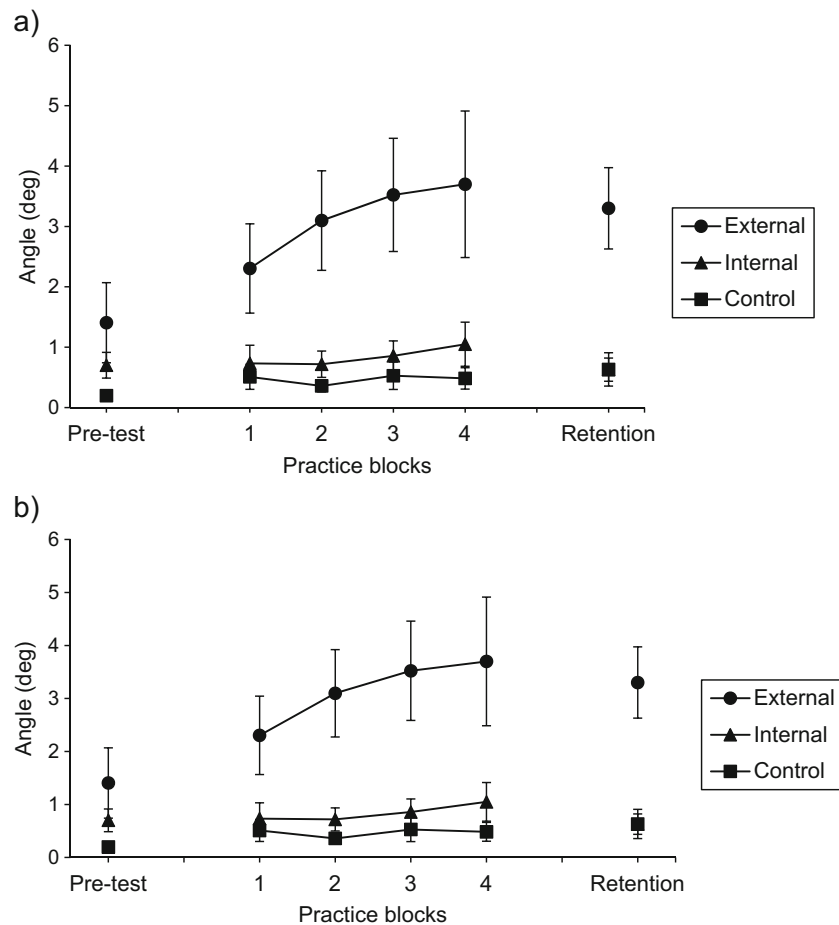 a)
6
5
4
3
2
1
0
Angle (deg)
Pre-test
1
2
3
4
Retention
Practice blocks
External
Internal
Control
b)
6
5
4
3
2
1
0
Angle (deg)
Pre-test
1
2
3
4
Retention
Practice blocks
External
Internal
Control